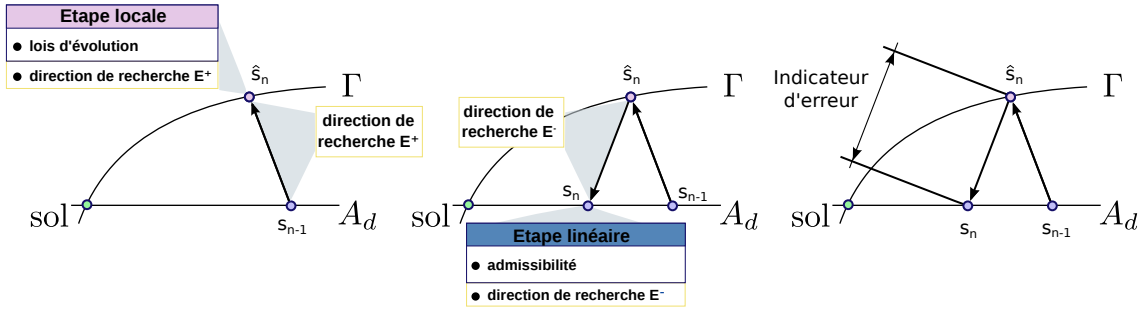 Etape locale
• lois d'évolution
• direction de recherche E⁺
ŝn
Γ
direction de
recherche E⁺
sol
Ad
sn-1
ŝn
Γ
direction de
recherche E-
sn
sn-1
sol
Ad
Etape linéaire
• admissibilité
• direction de recherche E⁻
Indicateur
d'erreur
ŝn
Γ
sol
Ad
sn
sn-1